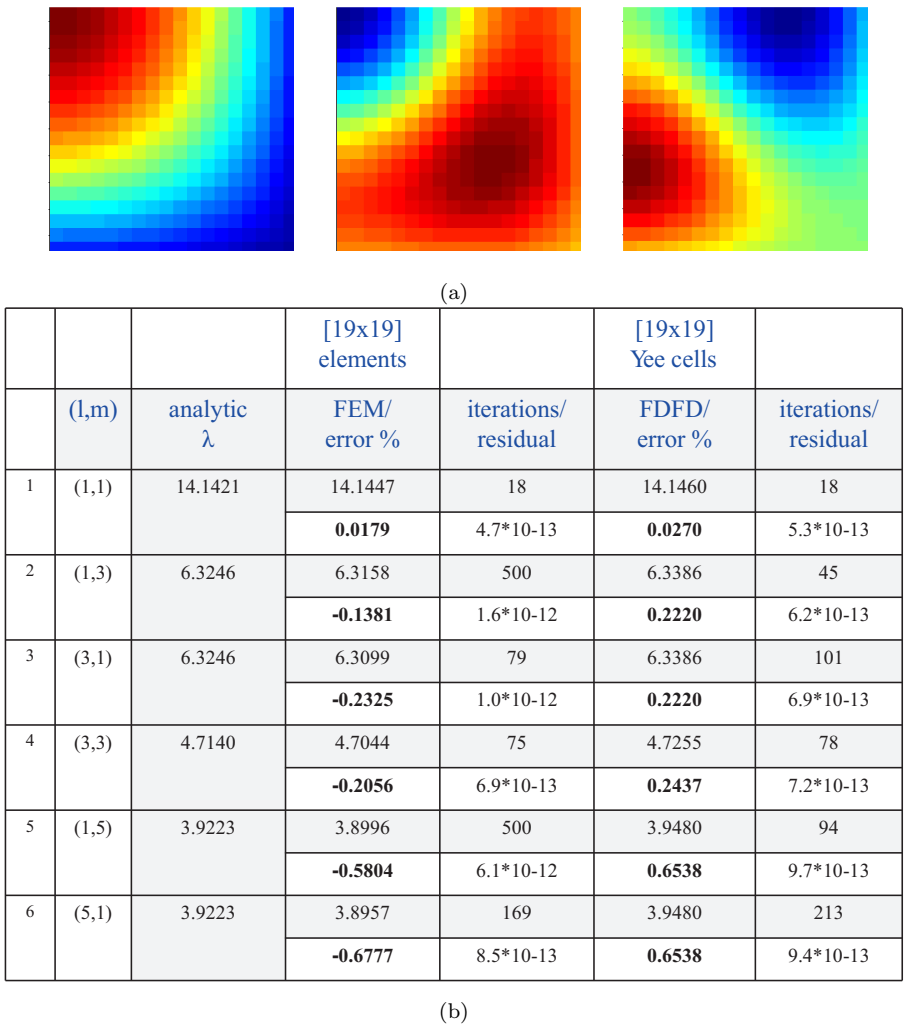 (a)
[19x19] elements [19x19] Yee cells
(l,m) analytic λ FEM/ error % iterations/ residual FDFD/ error % iterations/ residual
1 (1,1) 14.1421 14.1447 18 14.1460 18
0.0179 4.7*10-13 0.0270 5.3*10-13
2 (1,3) 6.3246 6.3158 500 6.3386 45
-0.1381 1.6*10-12 0.2220 6.2*10-13
3 (3,1) 6.3246 6.3099 79 6.3386 101
-0.2325 1.0*10-12 0.2220 6.9*10-13
4 (3,3) 4.7140 4.7044 75 4.7255 78
-0.2056 6.9*10-13 0.2437 7.2*10-13
5 (1,5) 3.9223 3.8996 500 3.9480 94
-0.5804 6.1*10-12 0.6538 9.7*10-13
6 (5,1) 3.9223 3.8957 169 3.9480 213
-0.6777 8.5*10-13 0.6538 9.4*10-13
(b)